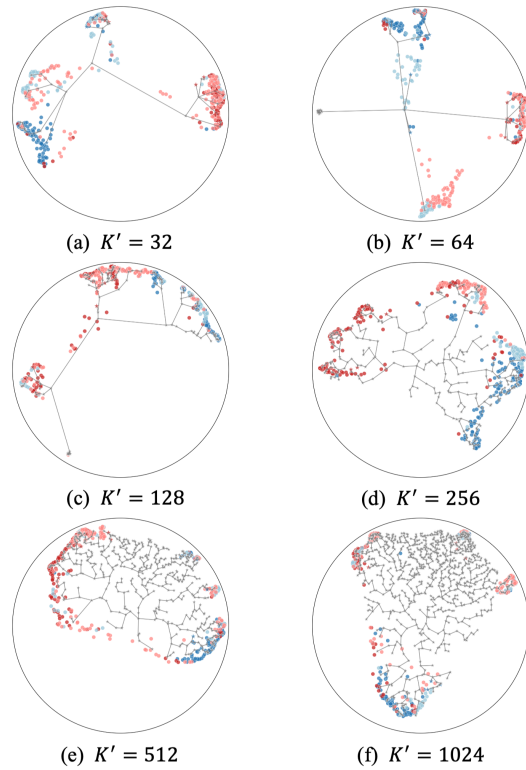 (a) K′ = 32
(b) K′ = 64
(c) K′ = 128
(d) K′ = 256
(e) K′ = 512
(f) K′ = 1024